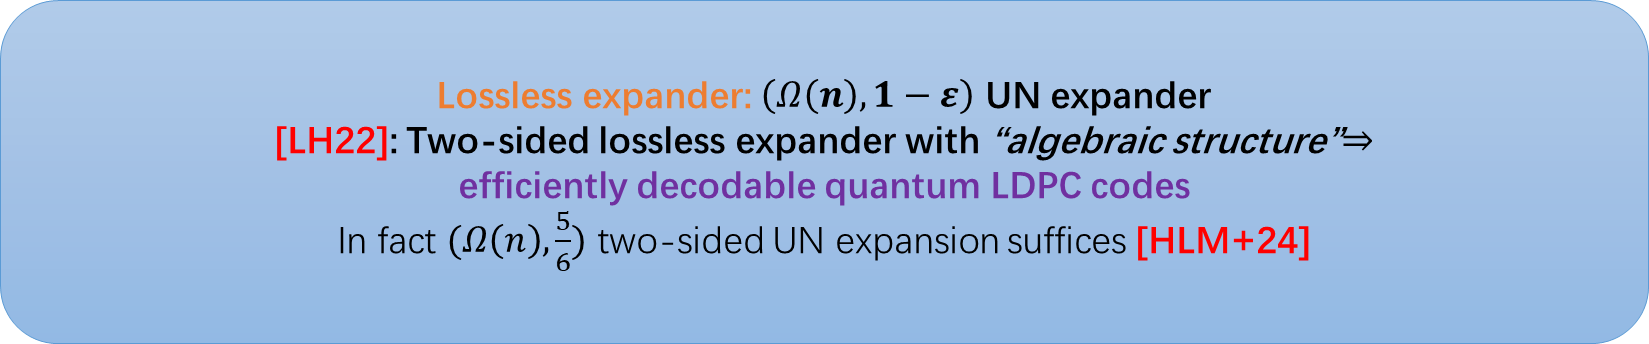 Lossless expander: (Ω(n), 1 − ε) UN expander
[LH22]: Two-sided lossless expander with “algebraic structure”⇒
efficiently decodable quantum LDPC codes
In fact (Ω(n), 5/6) two-sided UN expansion suffices [HLM+24]